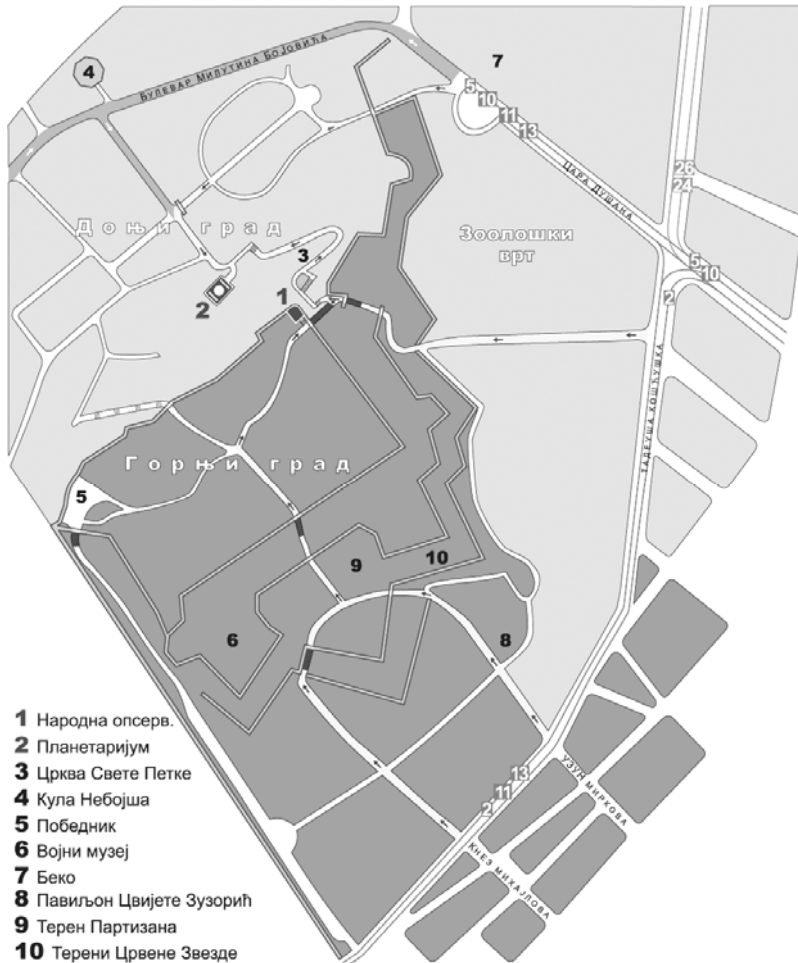 7
4
БУЛЕВАР МИЛУТИНА БОЈОВИЋА
5
10
11
13
ЦАРА ДУШАНА
26
24
Доњи град
Зоолошки
врт
3
5
10
2
1
2
ТАДЕУША КОШЋУШКА
Горњи град
5
9
10
6
8
13
11
2
УЗУН МИРКОВА
КНЕЗ МИХАЈЛОВА
1 Народна опсерв.
2 Планетаријум
3 Црква Свете Петке
4 Кула Небојша
5 Победник
6 Војни музеј
7 Беко
8 Павиљон Цвијете Зузорић
9 Терен Партизана
10 Терени Црвене Звезде